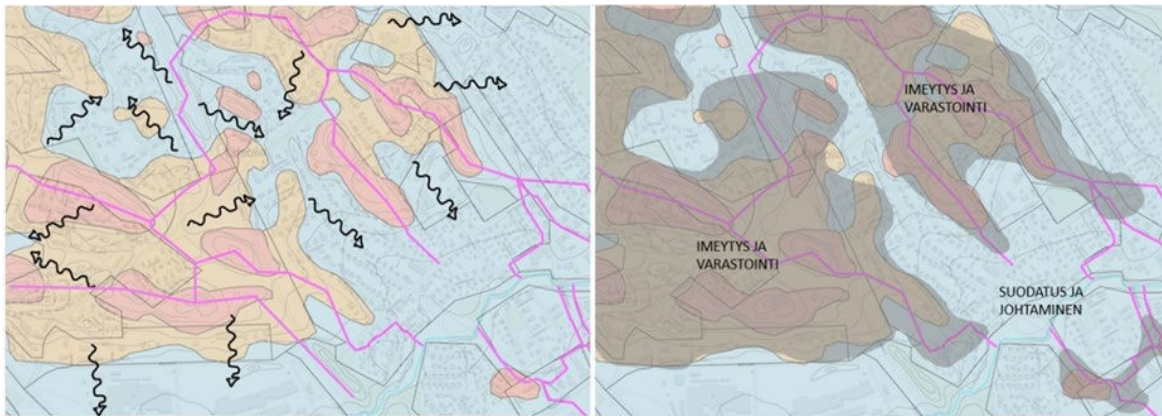 IMEYTYS JA
VARASTOINTI
IMEYTYS JA
VARASTOINTI
SUODATUS JA
JOHTAMINEN